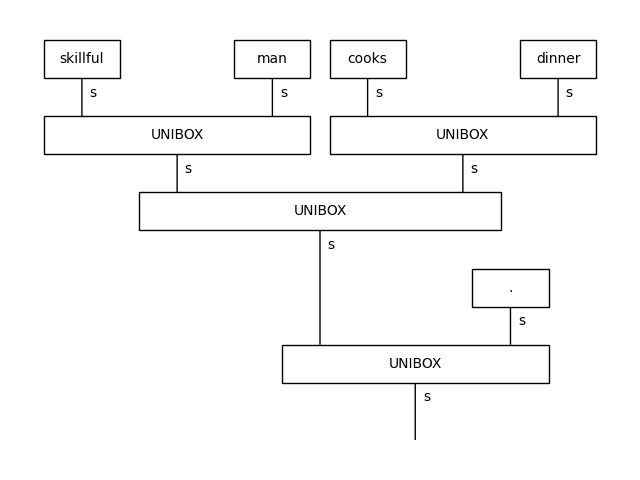 skillful man cooks dinner
s s s s
UNIBOX UNIBOX
s s
UNIBOX
s
.
s
UNIBOX
s